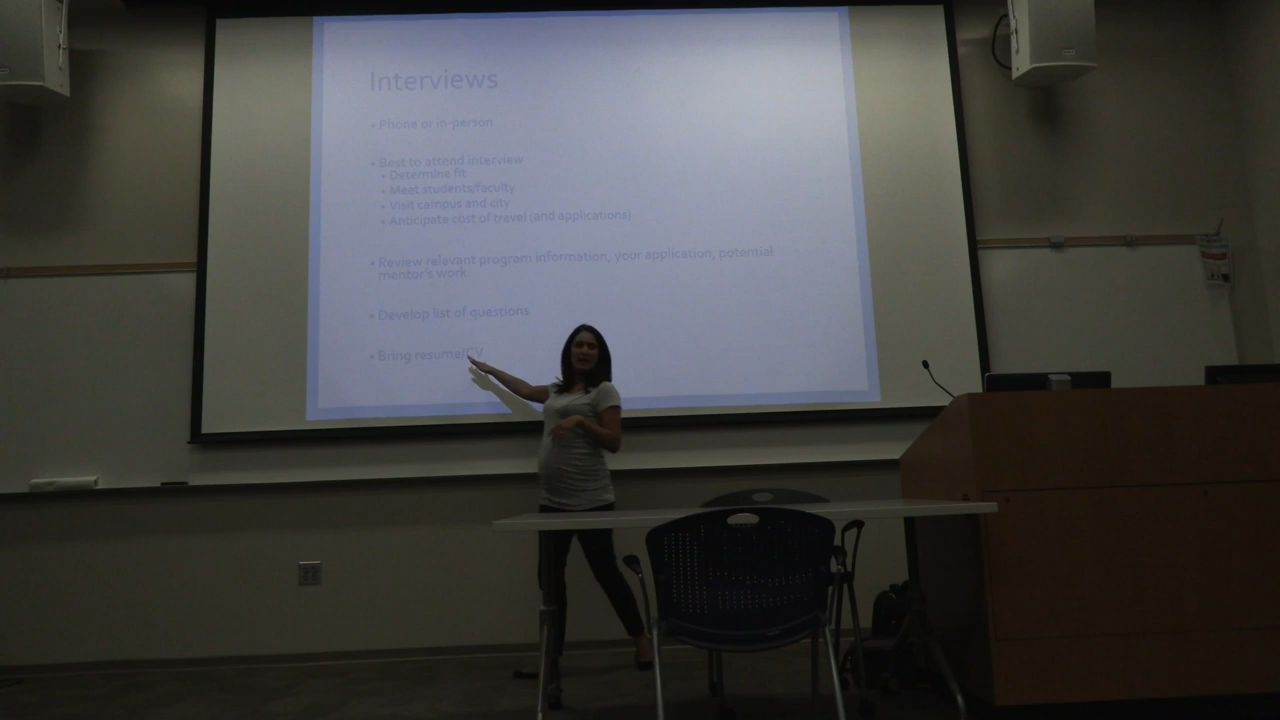 Interviews
• Phone or in-person
• Best to attend interview
• Determine fit
• Meet students/faculty
• Visit campus and city
• Anticipate cost of travel (and applications)
• Review relevant program information, your application, potential
mentor's work
• Develop list of questions
• Bring resume/CV